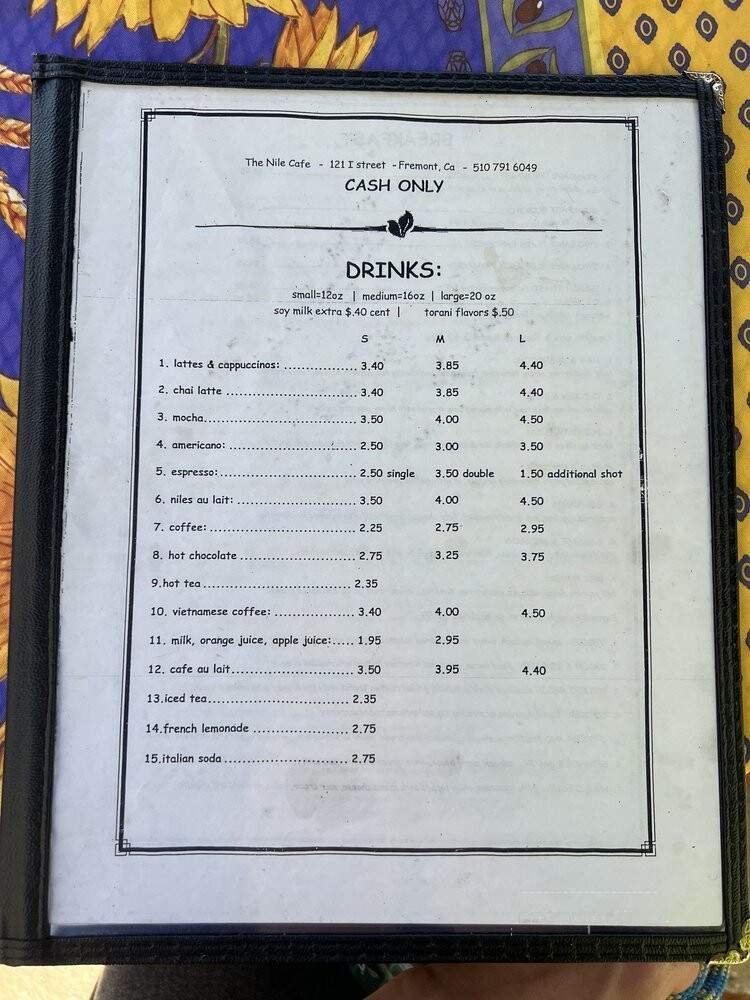 The Nile Cafe - 121 I street - Fremont, Ca - 510 791 6049
CASH ONLY
DRINKS:
small=12oz | medium=16oz | large=20 oz
soy milk extra $.40 cent | torani flavors $.50
S M L
1. lattes & cappuccinos: .................. 3.40 3.85 4.40
2. chai latte ................................ 3.40 3.85 4.40
3. mocha..................................... 3.50 4.00 4.50
4. americano: ............................... 2.50 3.00 3.50
5. espresso:................................. 2.50 single 3.50 double 1.50 additional shot
6. niles au lait: ............................. 3.50 4.00 4.50
7. coffee: .................................... 2.25 2.75 2.95
8. hot chocolate ............................ 2.75 3.25 3.75
9.hot tea ..................................... 2.35
10. vietnamese coffee: ................... 3.40 4.00 4.50
11. milk, orange juice, apple juice:..... 1.95 2.95
12. cafe au lait............................... 3.50 3.95 4.40
13.iced tea................................... 2.35
14.french lemonade ....................... 2.75
15.italian soda .............................. 2.75